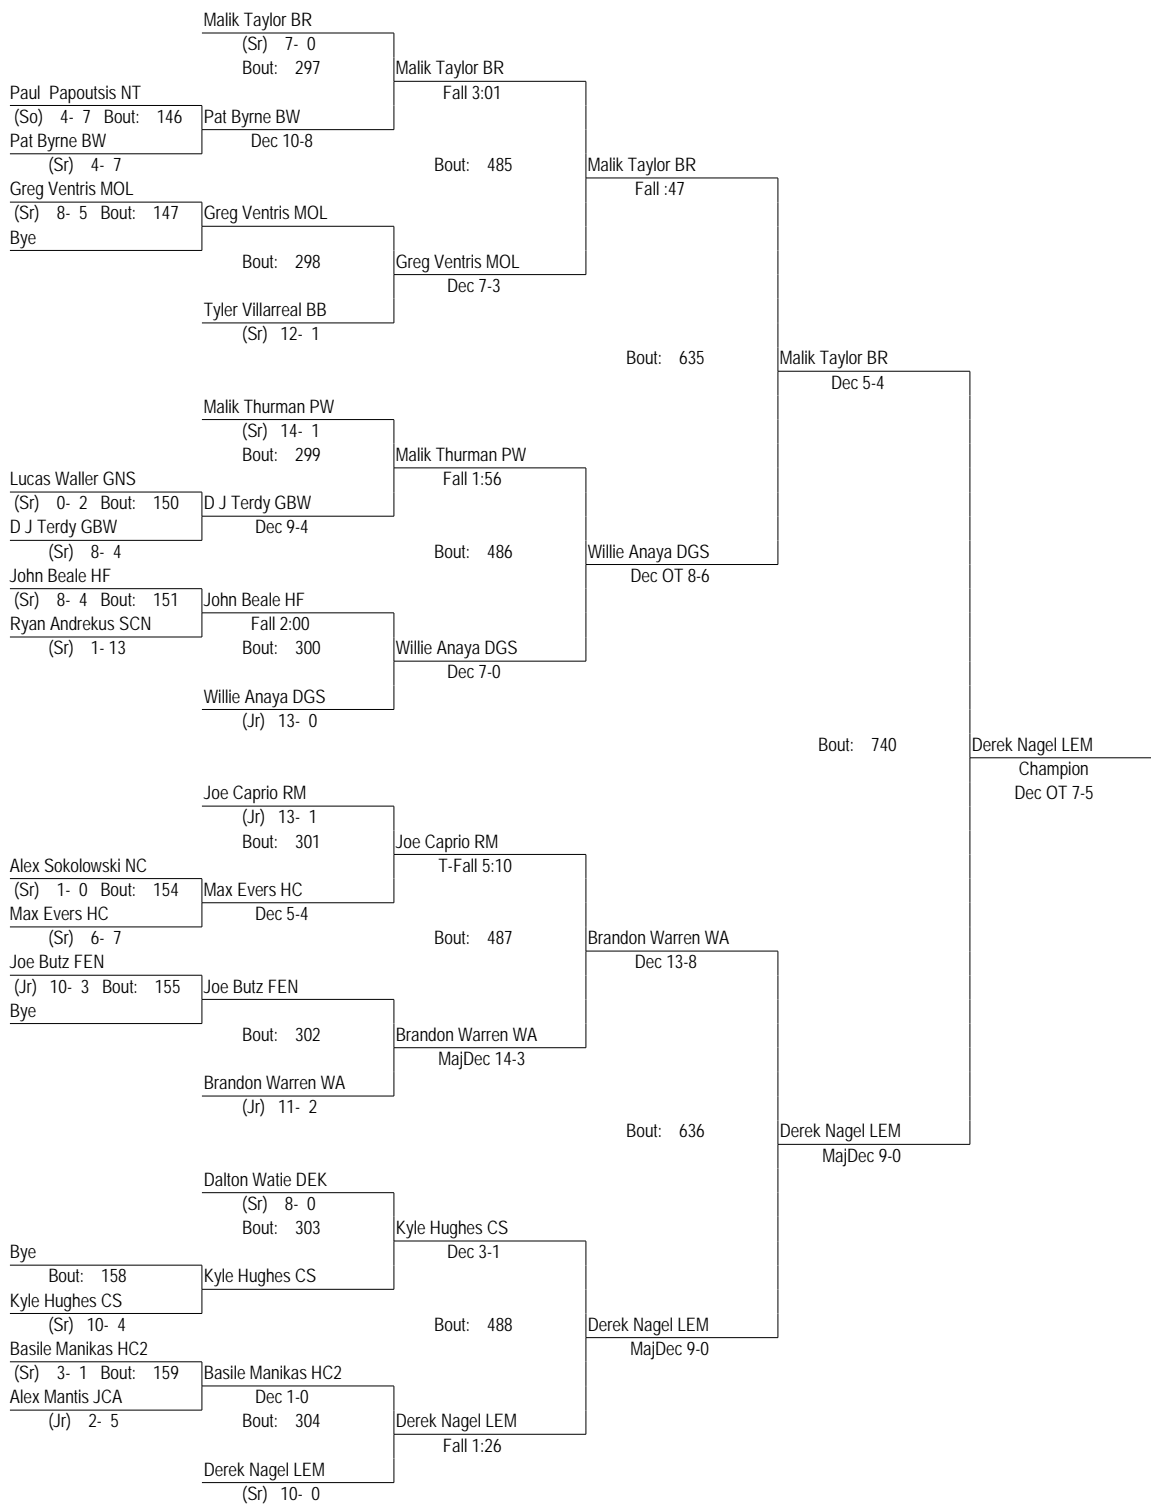 Malik Taylor BR
(Sr) 7- 0
Bout: 297
Malik Taylor BR
Fall 3:01
Paul Papoutsis NT
(So) 4- 7 Bout: 146
Pat Byrne BW
Pat Byrne BW
Dec 10-8
(Sr) 4- 7
Bout: 485
Malik Taylor BR
Fall :47
Greg Ventris MOL
(Sr) 8- 5 Bout: 147
Greg Ventris MOL
Bye
Bout: 298
Greg Ventris MOL
Dec 7-3
Tyler Villarreal BB
(Sr) 12- 1
Bout: 635
Malik Taylor BR
Dec 5-4
Malik Thurman PW
(Sr) 14- 1
Bout: 299
Malik Thurman PW
Fall 1:56
Lucas Waller GNS
(Sr) 0- 2 Bout: 150
D J Terdy GBW
D J Terdy GBW
Dec 9-4
(Sr) 8- 4
Bout: 486
Willie Anaya DGS
Dec OT 8-6
John Beale HF
(Sr) 8- 4 Bout: 151
John Beale HF
Ryan Andrekus SCN
Fall 2:00
(Sr) 1- 13
Bout: 300
Willie Anaya DGS
Dec 7-0
Willie Anaya DGS
(Jr) 13- 0
Bout: 740
Derek Nagel LEM
Champion
Dec OT 7-5
Joe Caprio RM
(Jr) 13- 1
Bout: 301
Joe Caprio RM
T-Fall 5:10
Alex Sokolowski NC
(Sr) 1- 0 Bout: 154
Max Evers HC
Max Evers HC
Dec 5-4
(Sr) 6- 7
Bout: 487
Brandon Warren WA
Dec 13-8
Joe Butz FEN
(Jr) 10- 3 Bout: 155
Joe Butz FEN
Bye
Bout: 302
Brandon Warren WA
MajDec 14-3
Brandon Warren WA
(Jr) 11- 2
Bout: 636
Derek Nagel LEM
MajDec 9-0
Dalton Watie DEK
(Sr) 8- 0
Bout: 303
Kyle Hughes CS
Dec 3-1
Bye
Bout: 158
Kyle Hughes CS
Kyle Hughes CS
(Sr) 10- 4
Bout: 488
Derek Nagel LEM
MajDec 9-0
Basile Manikas HC2
(Sr) 3- 1 Bout: 159
Basile Manikas HC2
Alex Mantis JCA
Dec 1-0
(Jr) 2- 5
Bout: 304
Derek Nagel LEM
Fall 1:26
Derek Nagel LEM
(Sr) 10- 0